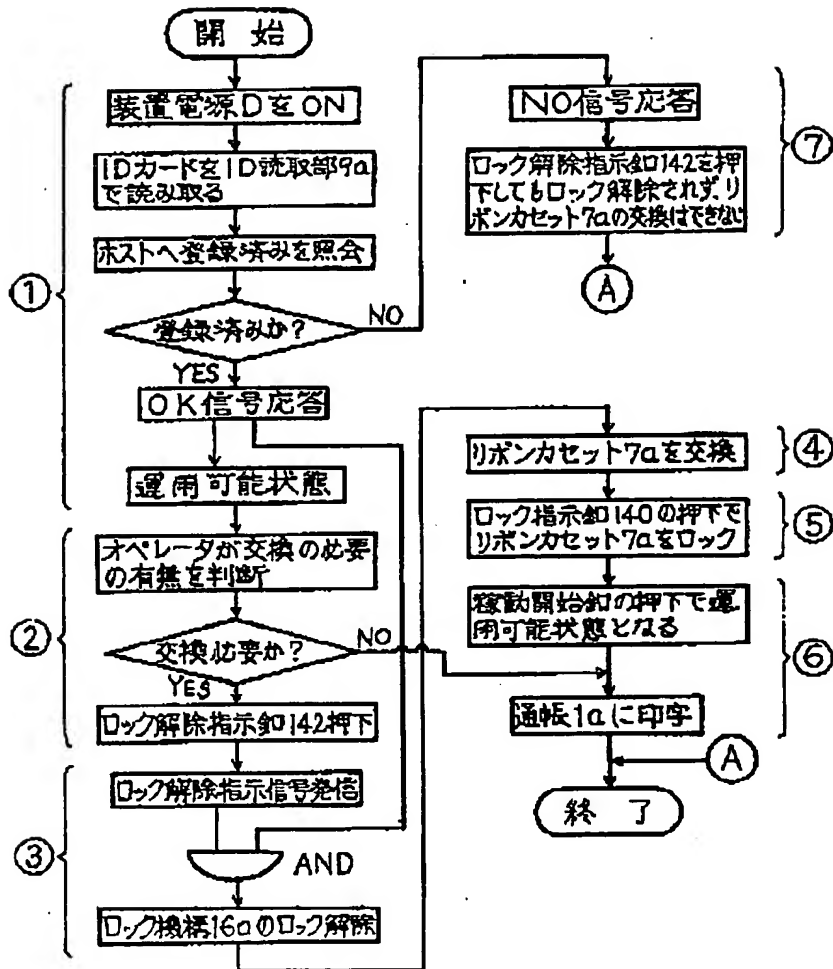 開始
装置電源DをON
IDカードをID読取部9a
で読み取る
ホストへ登録済みを照会
登録済みか?
NO
YES
OK信号応答
運用可能状態
①
オペレータが交換の必要
の有無を判断
交換必要か?
NO
YES
ロック解除指示釦142押下
②
ロック解除指示信号発信
AND
ロック機構16aのロック解除
③
NO信号応答
ロック解除指示釦142を押
下してもロック解除されず、リ
ボンカセット7aの交換はできない
⑦
A
リボンカセット7aを交換
④
ロック指示釦140の押下で
リボンカセット7aをロック
⑤
稼動開始釦の押下で運
用可能状態となる
⑥
通帳1aに印字
A
終了